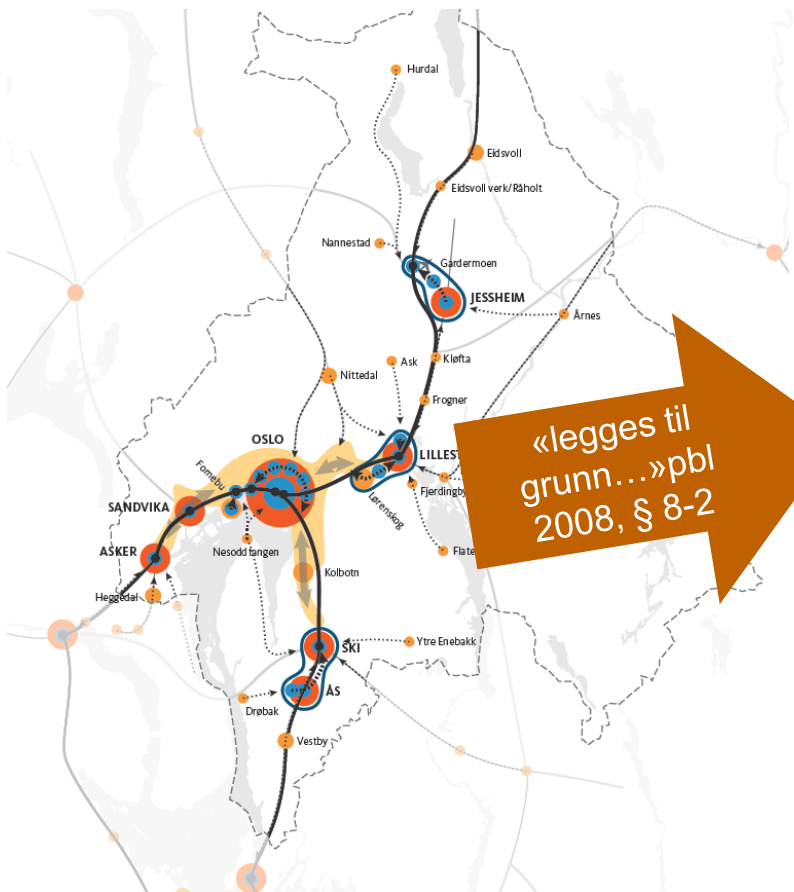 Hurdal
Eidsvoll
Eidsvoll verk/Råholt
Nannestad
Gardermoen
JESSHEIM
Årnes
Ask
Kløfta
Nittedal
Frogner
OSLO
LILLEST
«legges til
grunn...»pbl
2008, § 8-2
Fornebu
Fjerdingby
Lørenskog
SANDVIKA
ASKER
Nesoddtangen
Flate
Kolbotn
Heggedal
SKI
Ytre Enebakk
ÅS
Drøbak
Vestby